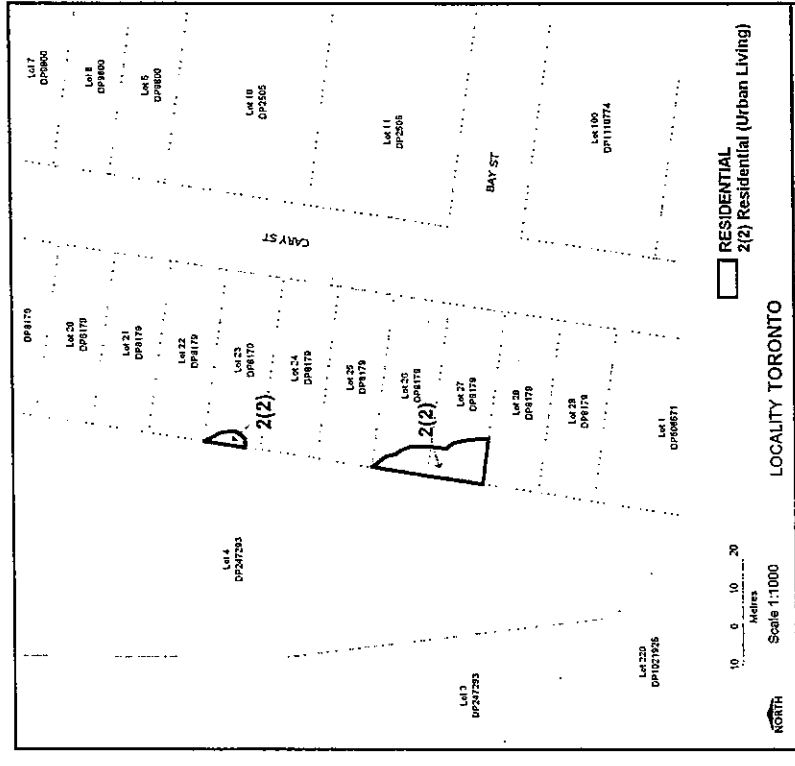 Lot 7
DP9800
Lot 6
DP9800
Lot 5
DP9800
Lot 10
DP2505
Lot 11
DP2505
BAY ST
Lot 100
DP1110774
CARY ST
DP8179
Lot 20
DP8179
Lot 21
DP8179
Lot 22
DP8179
Lot 23
DP8179
Lot 24
DP8179
Lot 25
DP8179
Lot 26
DP8179
Lot 27
DP8179
Lot 28
DP8179
Lot 29
DP8179
Lot 1
2(2)
2(2)
Lot 4
DP247293
Lot 3
DP247293
Lot 220
DP1021926
RESIDENTIAL
2(2) Residential (Urban Living)
10 0 10 20
Metres
NORTH
Scale 1:1000
LOCALITY TORONTO